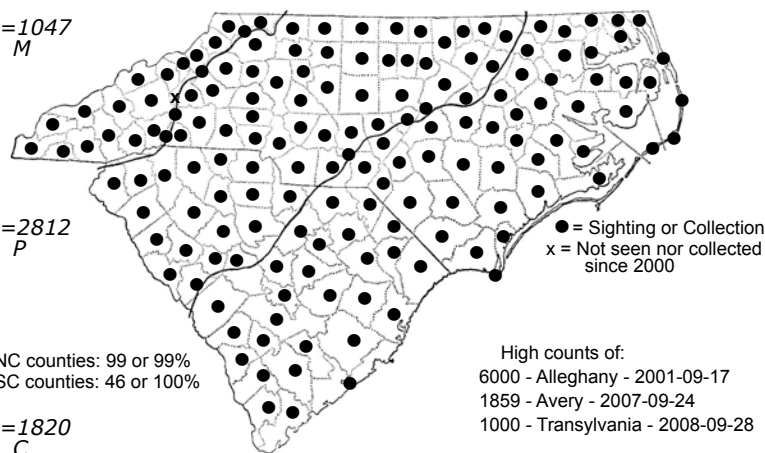 =1047
M
x
=2812
P
= Sighting or Collection
x = Not seen nor collected
since 2000
NC counties: 99 or 99%
SC counties: 46 or 100%
High counts of:
6000 - Alleghany - 2001-09-17
1859 - Avery - 2007-09-24
1000 - Transylvania - 2008-09-28
=1820
C